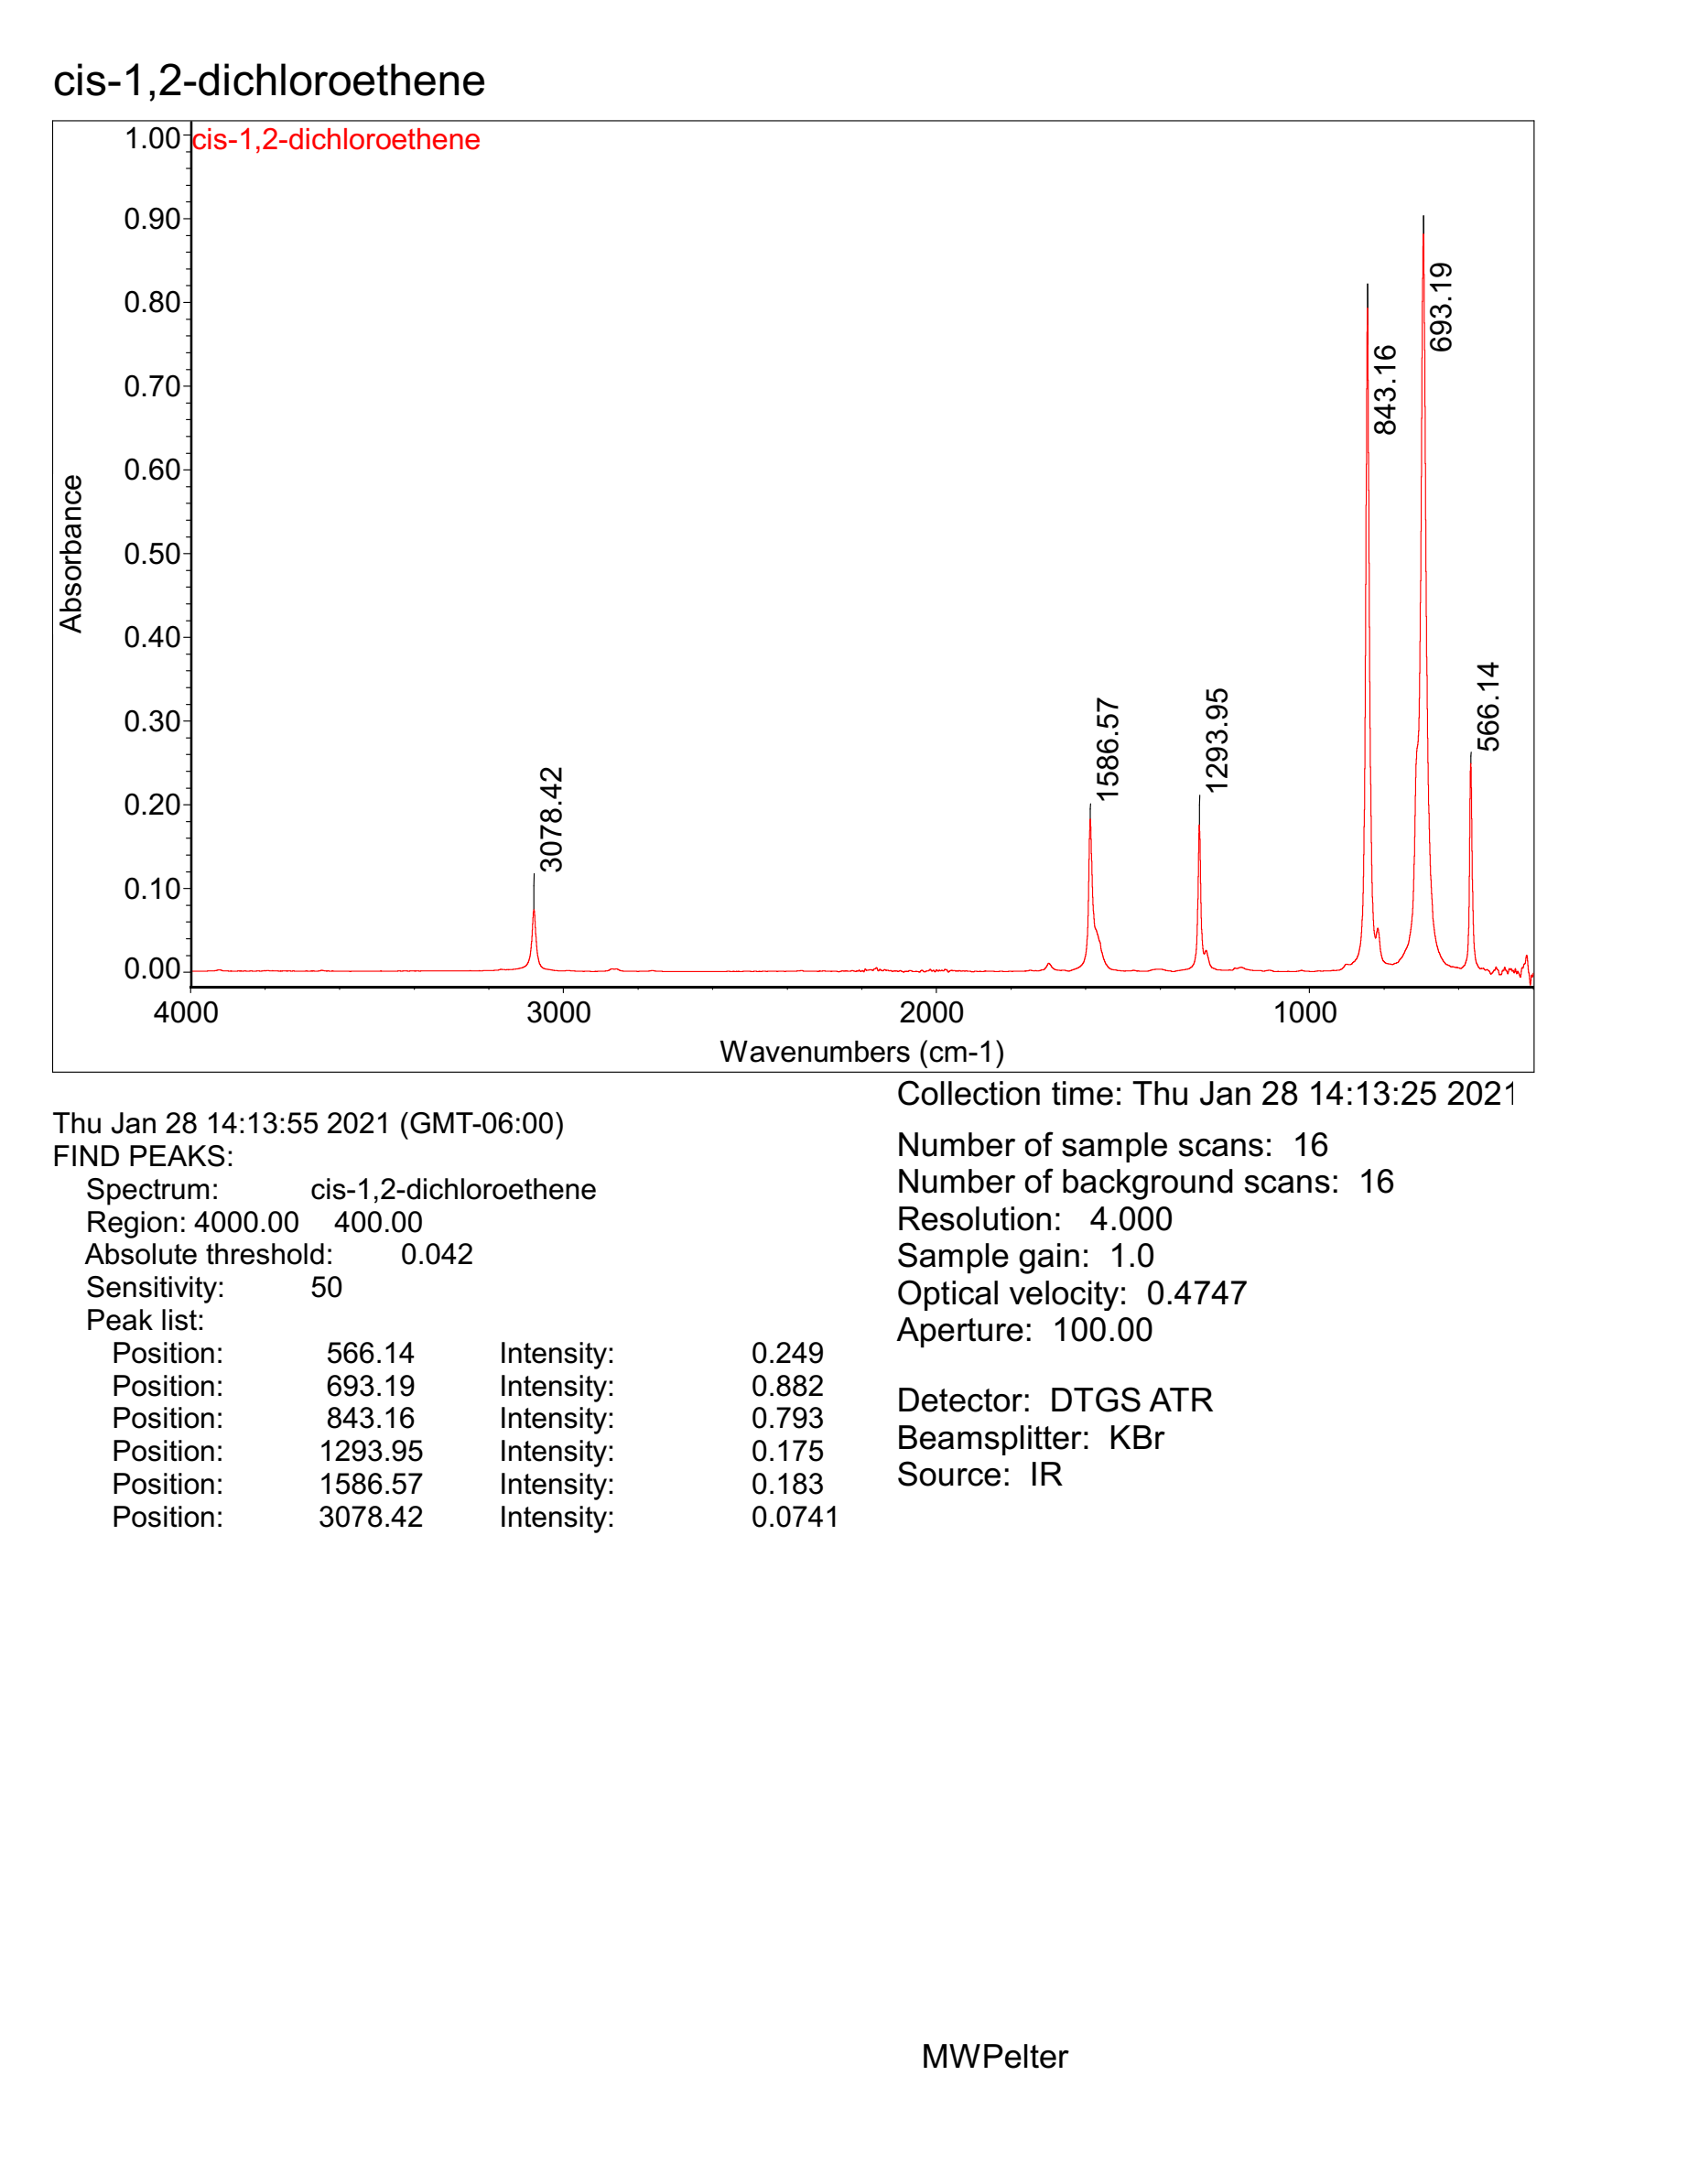 cis-1,2-dichloroethene
cis-1,2-dichloroethene
1.00
0.90
0.80
0.70
0.60
0.50
0.40
0.30
0.20
0.10
0.00
Absorbance
3078.42
1586.57
1293.95
843.16
693.19
566.14
4000 3000 2000 1000
Wavenumbers (cm-1)
Thu Jan 28 14:13:55 2021 (GMT-06:00)
FIND PEAKS:
Spectrum: cis-1,2-dichloroethene
Region: 4000.00 400.00
Absolute threshold: 0.042
Sensitivity: 50
Peak list:
Position: 566.14 Intensity: 0.249
Position: 693.19 Intensity: 0.882
Position: 843.16 Intensity: 0.793
Position: 1293.95 Intensity: 0.175
Position: 1586.57 Intensity: 0.183
Position: 3078.42 Intensity: 0.0741
Collection time: Thu Jan 28 14:13:25 2021
Number of sample scans: 16
Number of background scans: 16
Resolution: 4.000
Sample gain: 1.0
Optical velocity: 0.4747
Aperture: 100.00
Detector: DTGS ATR
Beamsplitter: KBr
Source: IR
MWPelter